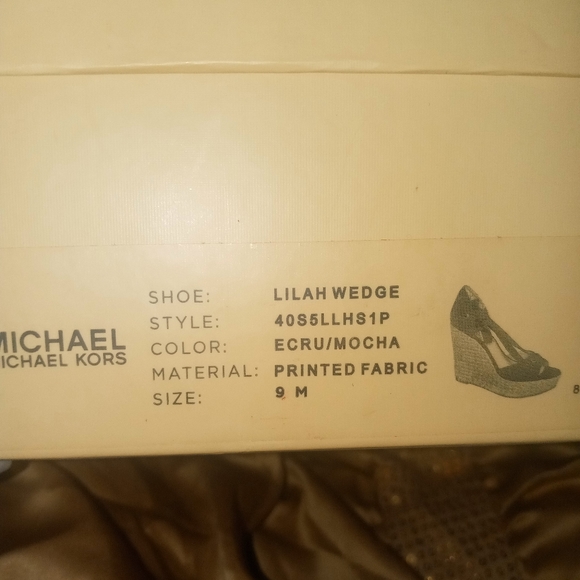 MICHAEL
MICHAEL KORS
SHOE: LILAH WEDGE
STYLE: 40S5LLHS1P
COLOR: ECRU/MOCHA
MATERIAL: PRINTED FABRIC
SIZE: 9 M